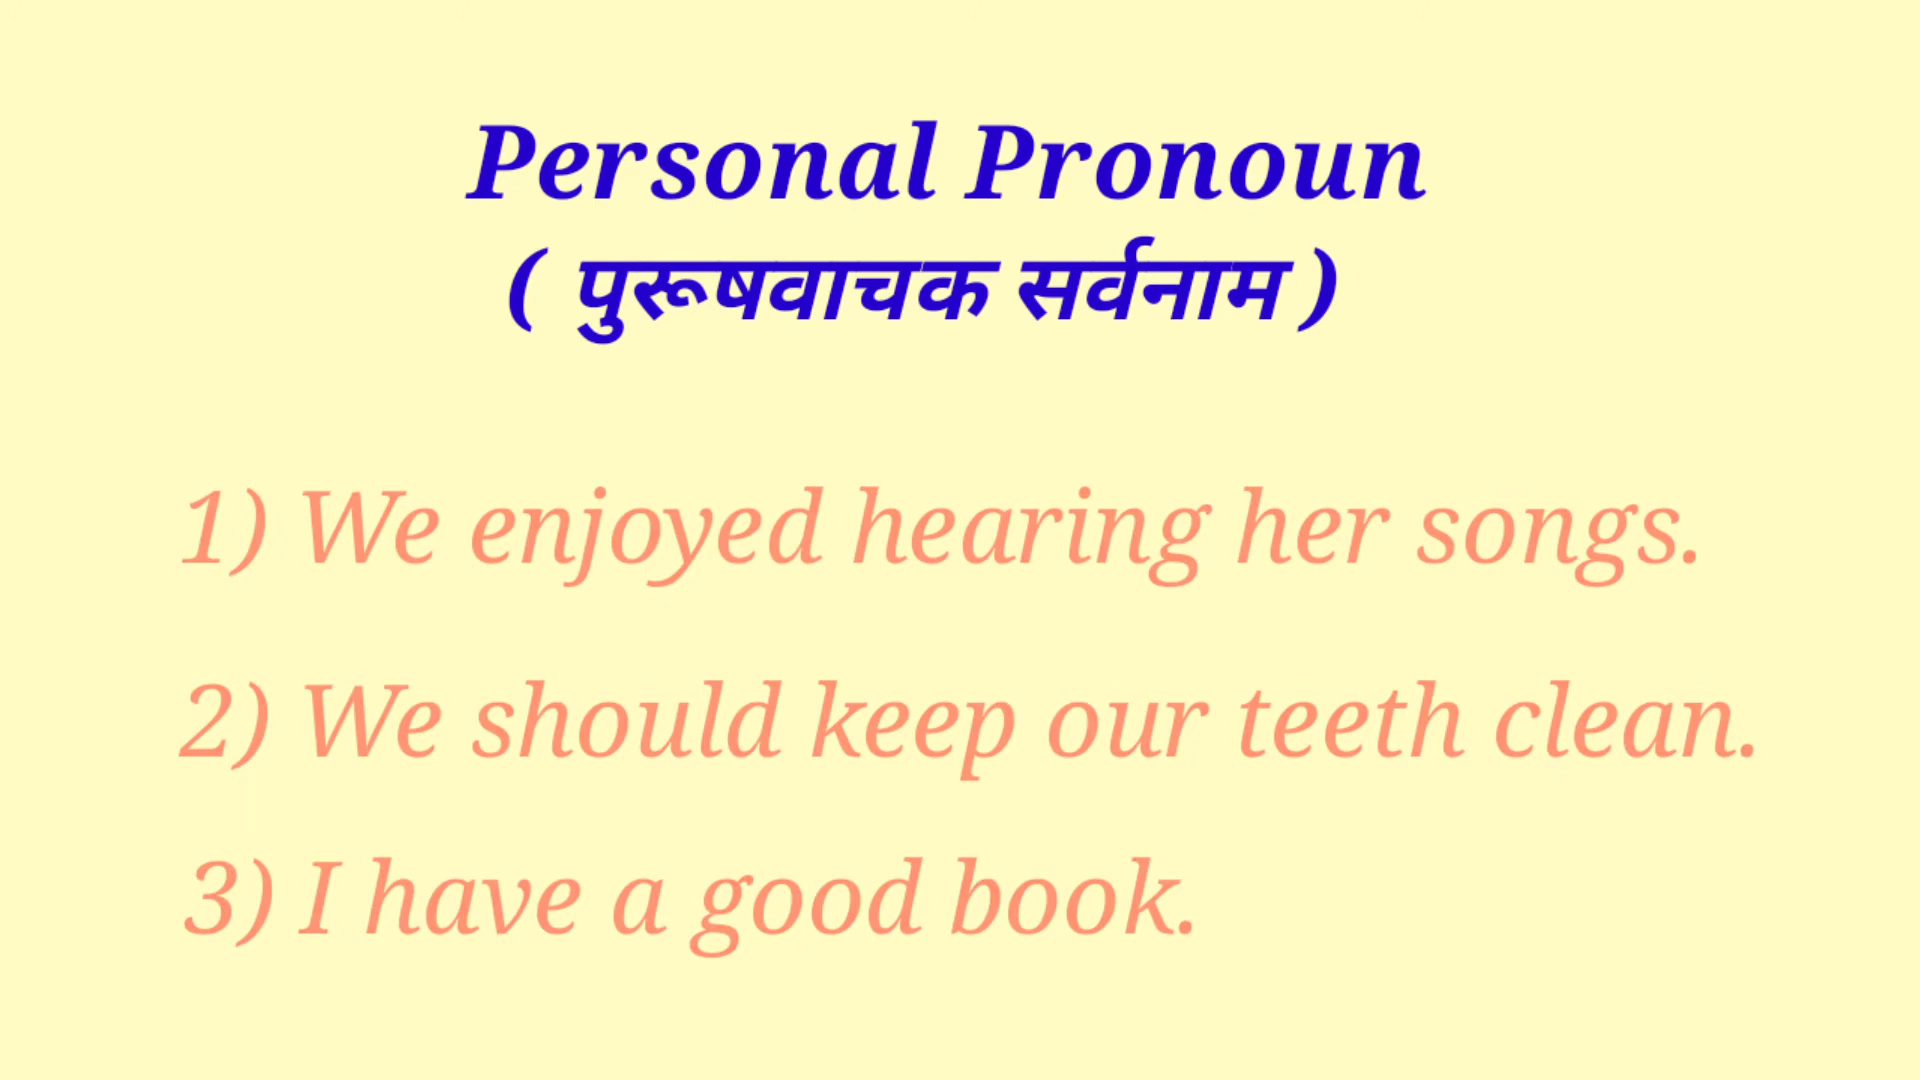 Personal Pronoun
( पुरूषवाचक सर्वनाम )
1) We enjoyed hearing her songs.
2) We should keep our teeth clean.
3) I have a good book.